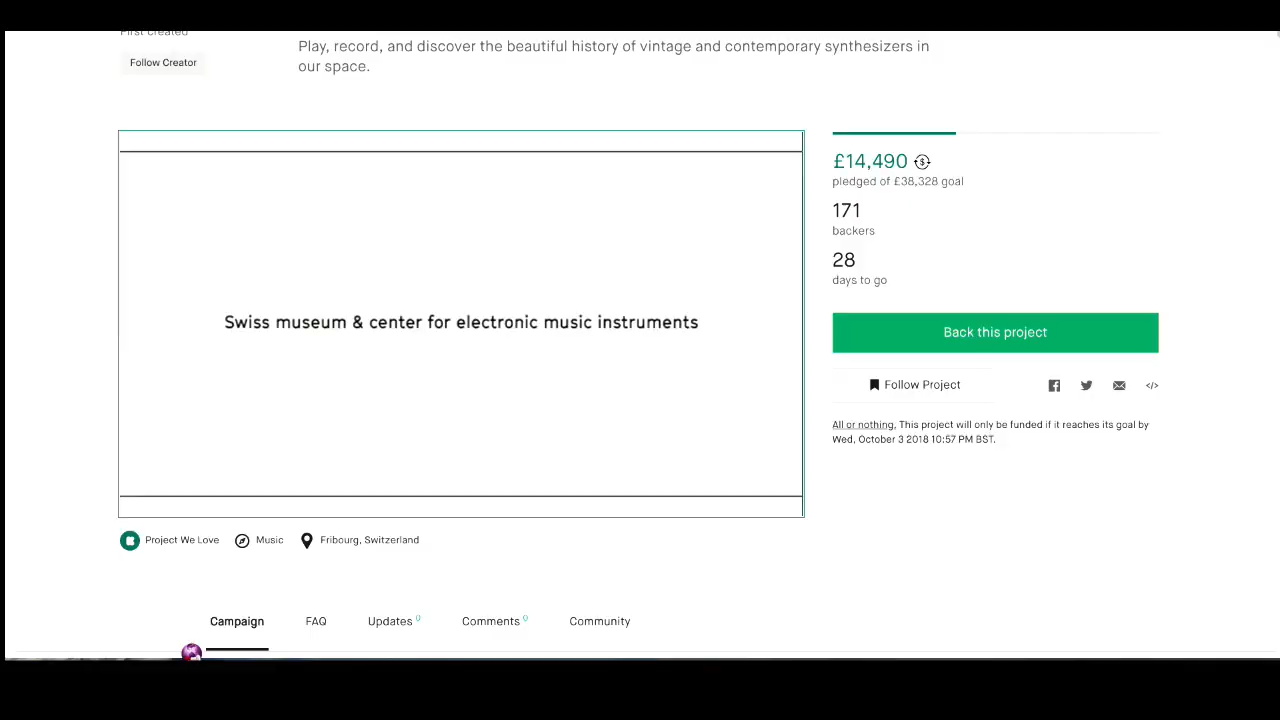 First created
Follow Creator
Play, record, and discover the beautiful history of vintage and contemporary synthesizers in
our space.
Swiss museum & center for electronic music instruments
£14,490
pledged of £38,328 goal
171
backers
28
days to go
Back this project
Follow Project
All or nothing. This project will only be funded if it reaches its goal by
Wed, October 3 2018 10:57 PM BST.
Project We Love Music Fribourg, Switzerland
Campaign FAQ Updates 0 Comments 0 Community